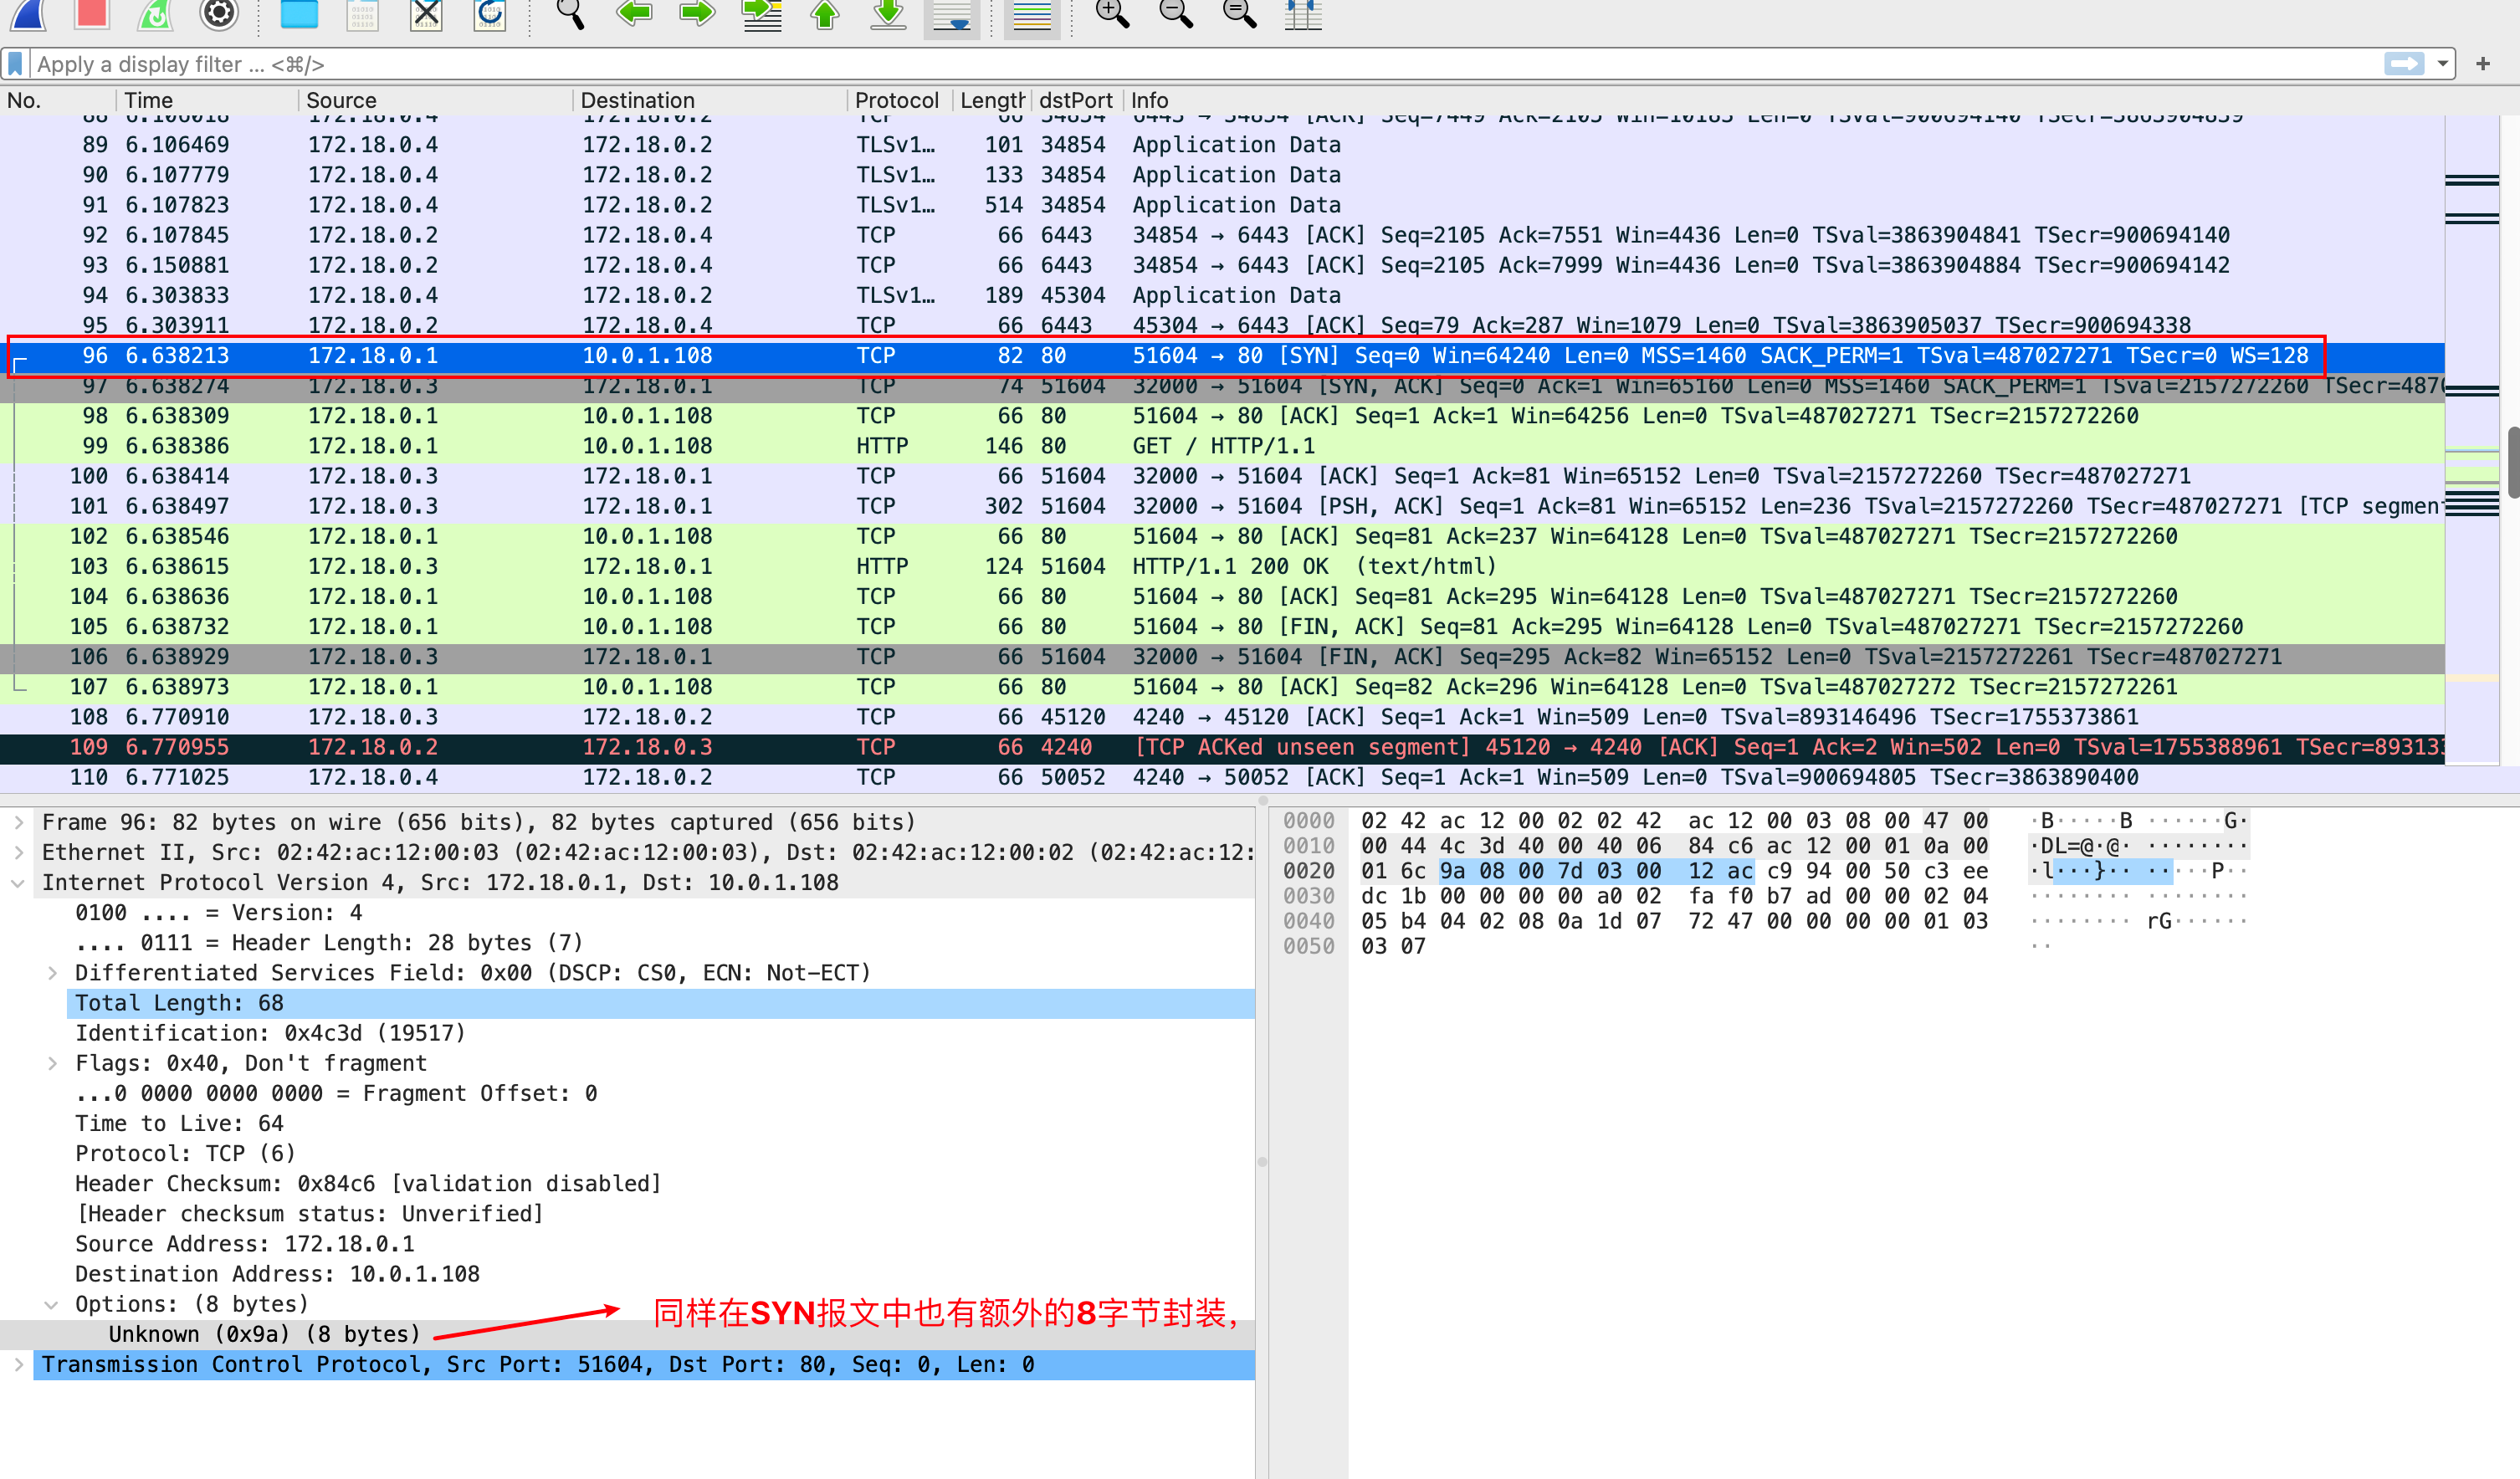 Apply a display filter ... <⌘/>
No. Time Source Destination Protocol Length dstPort Info
88 6.106018 172.18.0.4 172.18.0.2 TCP 66 34854 6443 → 34854 [ACK] Seq=7449 Ack=2105 Win=10183 Len=0 TSval=900694140 TSecr=3863904839
89 6.106469 172.18.0.4 172.18.0.2 TLSv1… 101 34854 Application Data
90 6.107779 172.18.0.4 172.18.0.2 TLSv1… 133 34854 Application Data
91 6.107823 172.18.0.4 172.18.0.2 TLSv1… 514 34854 Application Data
92 6.107845 172.18.0.2 172.18.0.4 TCP 66 6443 34854 → 6443 [ACK] Seq=2105 Ack=7551 Win=4436 Len=0 TSval=3863904841 TSecr=900694140
93 6.150881 172.18.0.2 172.18.0.4 TCP 66 6443 34854 → 6443 [ACK] Seq=2105 Ack=7999 Win=4436 Len=0 TSval=3863904884 TSecr=900694142
94 6.303833 172.18.0.4 172.18.0.2 TLSv1… 189 45304 Application Data
95 6.303911 172.18.0.2 172.18.0.4 TCP 66 6443 45304 → 6443 [ACK] Seq=79 Ack=287 Win=1079 Len=0 TSval=3863905037 TSecr=900694338
96 6.638213 172.18.0.1 10.0.1.108 TCP 82 80 51604 → 80 [SYN] Seq=0 Win=64240 Len=0 MSS=1460 SACK_PERM=1 TSval=487027271 TSecr=0 WS=128
97 6.638274 172.18.0.3 172.18.0.1 TCP 74 51604 32000 → 51604 [SYN, ACK] Seq=0 Ack=1 Win=65160 Len=0 MSS=1460 SACK_PERM=1 TSval=2157272260 TSecr=487
98 6.638309 172.18.0.1 10.0.1.108 TCP 66 80 51604 → 80 [ACK] Seq=1 Ack=1 Win=64256 Len=0 TSval=487027271 TSecr=2157272260
99 6.638386 172.18.0.1 10.0.1.108 HTTP 146 80 GET / HTTP/1.1
100 6.638414 172.18.0.3 172.18.0.1 TCP 66 51604 32000 → 51604 [ACK] Seq=1 Ack=81 Win=65152 Len=0 TSval=2157272260 TSecr=487027271
101 6.638497 172.18.0.3 172.18.0.1 TCP 302 51604 32000 → 51604 [PSH, ACK] Seq=1 Ack=81 Win=65152 Len=236 TSval=2157272260 TSecr=487027271 [TCP segmen
102 6.638546 172.18.0.1 10.0.1.108 TCP 66 80 51604 → 80 [ACK] Seq=81 Ack=237 Win=64128 Len=0 TSval=487027271 TSecr=2157272260
103 6.638615 172.18.0.3 172.18.0.1 HTTP 124 51604 HTTP/1.1 200 OK (text/html)
104 6.638636 172.18.0.1 10.0.1.108 TCP 66 80 51604 → 80 [ACK] Seq=81 Ack=295 Win=64128 Len=0 TSval=487027271 TSecr=2157272260
105 6.638732 172.18.0.1 10.0.1.108 TCP 66 80 51604 → 80 [FIN, ACK] Seq=81 Ack=295 Win=64128 Len=0 TSval=487027271 TSecr=2157272260
106 6.638929 172.18.0.3 172.18.0.1 TCP 66 51604 32000 → 51604 [FIN, ACK] Seq=295 Ack=82 Win=65152 Len=0 TSval=2157272261 TSecr=487027271
107 6.638973 172.18.0.1 10.0.1.108 TCP 66 80 51604 → 80 [ACK] Seq=82 Ack=296 Win=64128 Len=0 TSval=487027272 TSecr=2157272261
108 6.770910 172.18.0.3 172.18.0.2 TCP 66 45120 4240 → 45120 [ACK] Seq=1 Ack=1 Win=509 Len=0 TSval=893146496 TSecr=1755373861
109 6.770955 172.18.0.2 172.18.0.3 TCP 66 4240 [TCP ACKed unseen segment] 45120 → 4240 [ACK] Seq=1 Ack=2 Win=502 Len=0 TSval=1755388961 TSecr=89313
110 6.771025 172.18.0.4 172.18.0.2 TCP 66 50052 4240 → 50052 [ACK] Seq=1 Ack=1 Win=509 Len=0 TSval=900694805 TSecr=3863890400
Frame 96: 82 bytes on wire (656 bits), 82 bytes captured (656 bits)
Ethernet II, Src: 02:42:ac:12:00:03 (02:42:ac:12:00:03), Dst: 02:42:ac:12:00:02 (02:42:ac:12:
Internet Protocol Version 4, Src: 172.18.0.1, Dst: 10.0.1.108
0100 .... = Version: 4
.... 0111 = Header Length: 28 bytes (7)
Differentiated Services Field: 0x00 (DSCP: CS0, ECN: Not-ECT)
Total Length: 68
Identification: 0x4c3d (19517)
Flags: 0x40, Don't fragment
...0 0000 0000 0000 = Fragment Offset: 0
Time to Live: 64
Protocol: TCP (6)
Header Checksum: 0x84c6 [validation disabled]
[Header checksum status: Unverified]
Source Address: 172.18.0.1
Destination Address: 10.0.1.108
Options: (8 bytes)
Unknown (0x9a) (8 bytes)
同样在SYN报文中也有额外的8字节封装，
Transmission Control Protocol, Src Port: 51604, Dst Port: 80, Seq: 0, Len: 0
0000 02 42 ac 12 00 02 02 42 ac 12 00 03 08 00 47 00 ·B·····B ······G·
0010 00 44 4c 3d 40 00 40 06 84 c6 ac 12 00 01 0a 00 ·DL=@·@· ········
0020 01 6c 9a 08 00 7d 03 00 12 ac c9 94 00 50 c3 ee ·l···}·· ·····P··
0030 dc 1b 00 00 00 00 a0 02 fa f0 b7 ad 00 00 02 04 ········ ········
0040 05 b4 04 02 08 0a 1d 07 72 47 00 00 00 00 01 03 ········ rG······
0050 03 07 ··